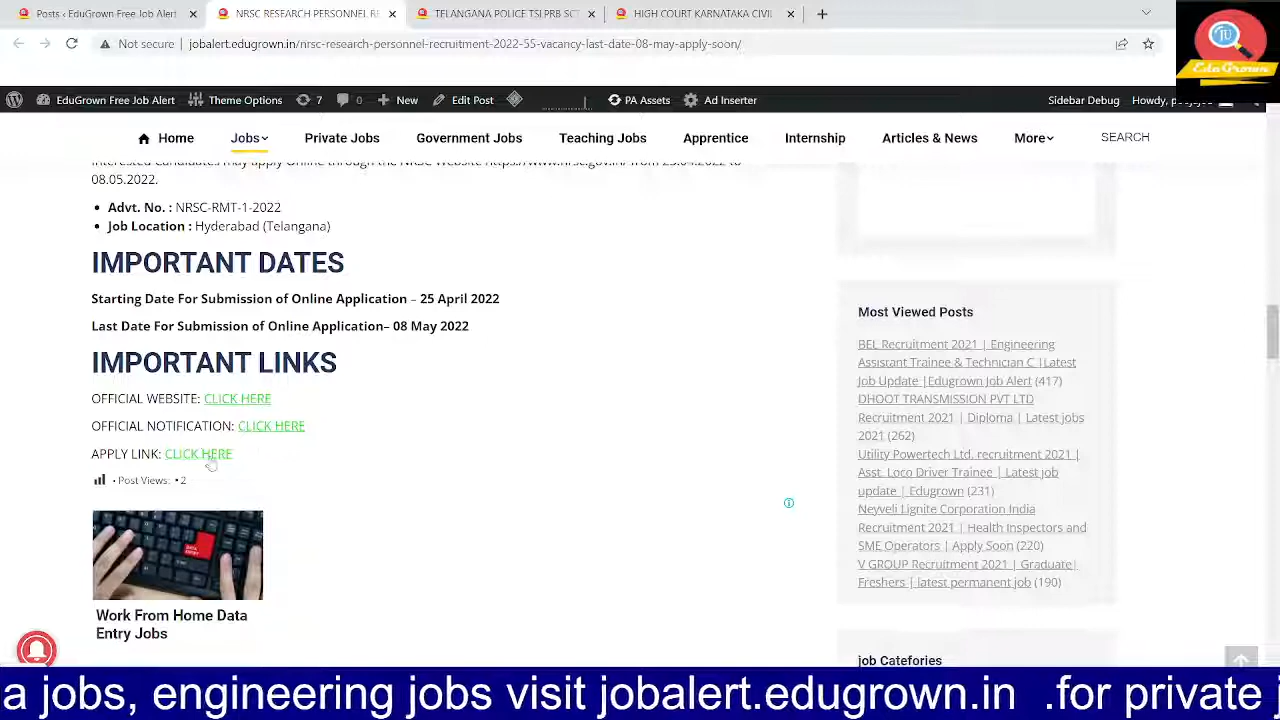 Posts ‹ EduGrown Free Job Alert
NRSC RESEARCH PERSONNEL RE
HIGH COURT KARNATAKA CIVIL
Not secure
jobalert.edugrown.in/nrsc-research-personnel-recruitment-2022-55-vacancy-last-date-08-may-apply-soon/
EduGrown
EduGrown Free Job Alert
Theme Options
7
0
New
Edit Post
PA Assets
Ad Inserter
Sidebar Debug
Howdy,
Home
Jobs
Private Jobs
Government Jobs
Teaching Jobs
Apprentice
Internship
Articles & News
More
SEARCH
08.05.2022.
Advt. No. : NRSC-RMT-1-2022
Job Location : Hyderabad (Telangana)
IMPORTANT DATES
Starting Date For Submission of Online Application – 25 April 2022
Last Date For Submission of Online Application– 08 May 2022
IMPORTANT LINKS
OFFICIAL WEBSITE: CLICK HERE
OFFICIAL NOTIFICATION: CLICK HERE
APPLY LINK: CLICK HERE
• Post Views: • 2
Work From Home Data
Entry Jobs
Most Viewed Posts
BEL Recruitment 2021 | Engineering
Assistant Trainee & Technician C |Latest
Job Update |Edugrown Job Alert (417)
DHOOT TRANSMISSION PVT LTD
Recruitment 2021 | Diploma | Latest jobs
2021 (262)
Utility Powertech Ltd. recruitment 2021 |
Asst. Loco Driver Trainee | Latest job
update | Edugrown (231)
Neyveli Lignite Corporation India
Recruitment 2021 | Health Inspectors and
SME Operators | Apply Soon (220)
V GROUP Recruitment 2021 | Graduate|
Freshers | latest permanent job (190)
job Catefories
a jobs, engineering jobs visit jobalert.edugrown.in .for private j